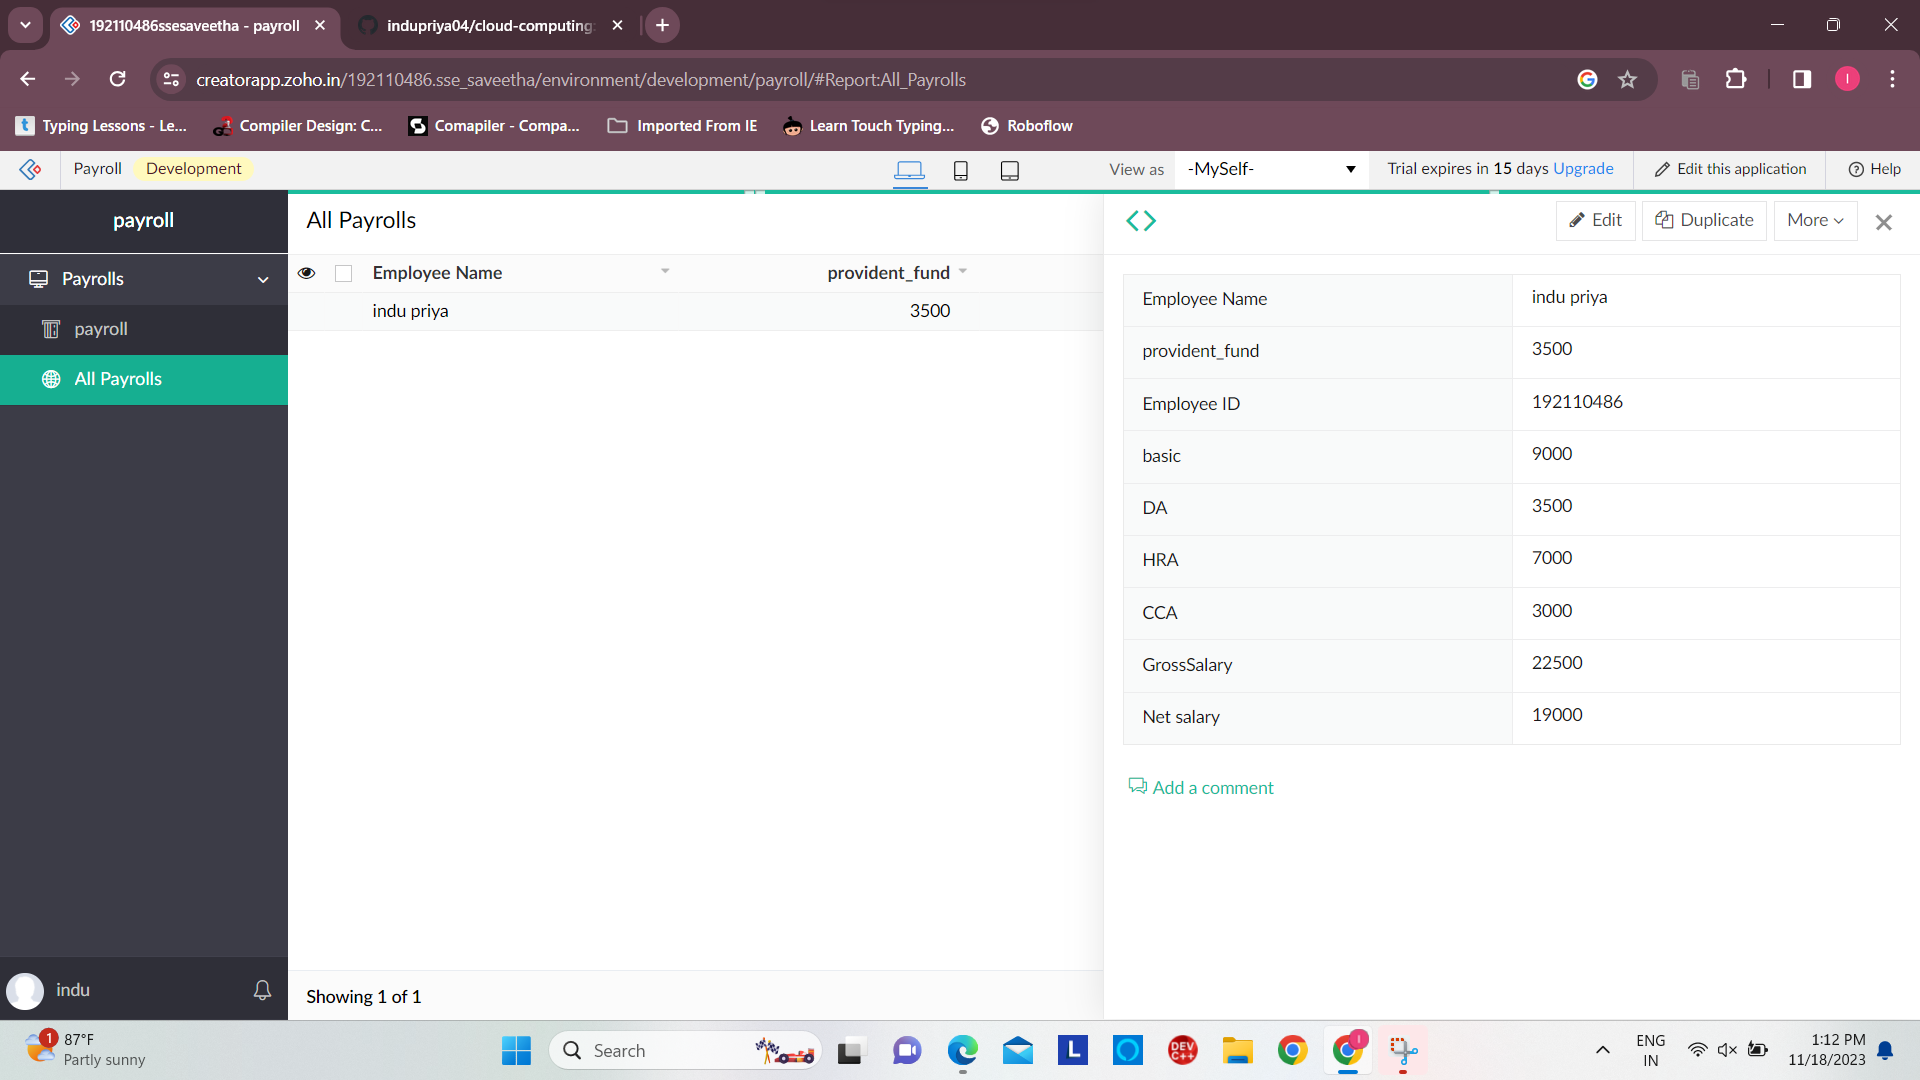 192110486ssesaveetha - payroll
indupriya04/cloud-computing
creatorapp.zoho.in/192110486.sse_saveetha/environment/development/payroll/#Report:All_Payrolls
Typing Lessons - Le...
Compiler Design: C...
Comapiler - Compa...
Imported From IE
Learn Touch Typing...
Roboflow
Payroll Development
View as -MySelf-
Trial expires in 15 days Upgrade
Edit this application
Help
payroll
Payrolls
payroll
All Payrolls
indu
All Payrolls
Employee Name provident_fund
indu priya 3500
Showing 1 of 1
Edit Duplicate More
Employee Name indu priya
provident_fund 3500
Employee ID 192110486
basic 9000
DA 3500
HRA 7000
CCA 3000
GrossSalary 22500
Net salary 19000
Add a comment
1
87°F
Partly sunny
Search
L
DEV
C++
ENG
IN
1:12 PM
11/18/2023